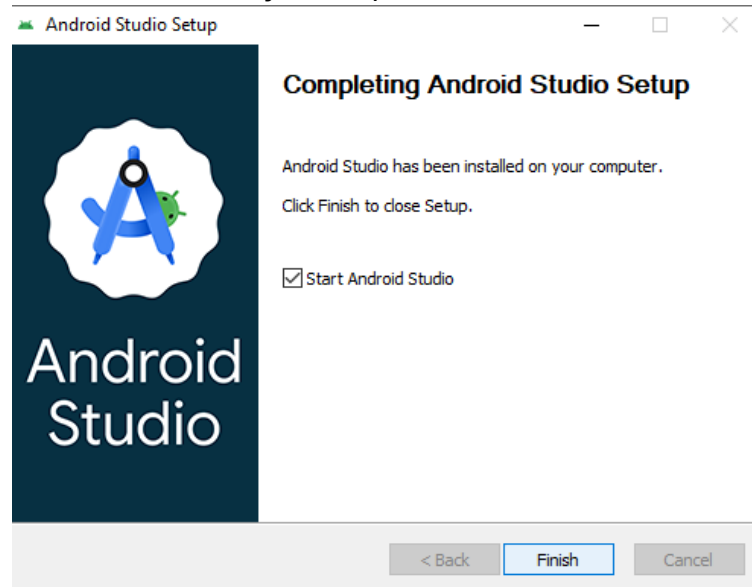 Android Studio Setup
Completing Android Studio Setup
Android Studio has been installed on your computer.
Click Finish to close Setup.
Start Android Studio
Android
Studio
< Back
Finish
Cancel